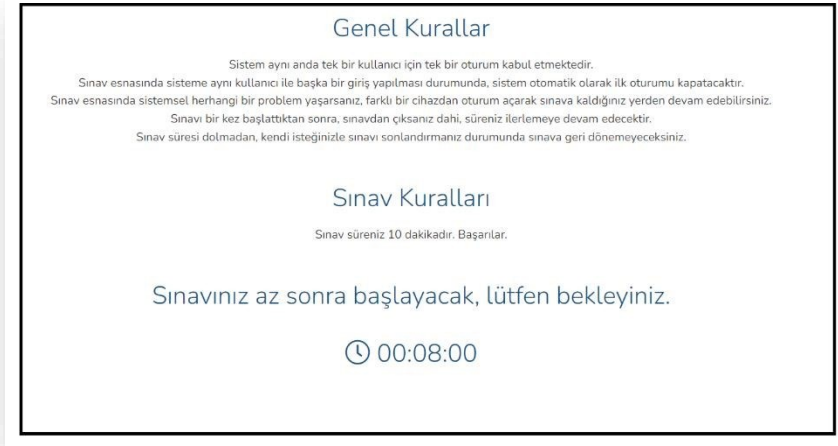 Genel Kurallar
Sistem aynı anda tek bir kullanıcı için tek bir oturum kabul etmektedir.
Sınav esnasında sisteme aynı kullanıcı ile başka bir giriş yapılması durumunda, sistem otomatik olarak ilk oturumu kapatacaktır.
Sınav esnasında sistemsel herhangi bir problem yaşarsanız, farklı bir cihazdan oturum açarak sınava kaldığınız yerden devam edebilirsiniz.
Sınavı bir kez başlattıktan sonra, sınavdan çıksanız dahi, süreniz ilerlemeye devam edecektir.
Sınav süresi dolmadan, kendi isteğinizle sınavı sonlandırmanız durumunda sınava geri dönemeyeceksiniz.
Sınav Kuralları
Sınav süreniz 10 dakikadır. Başarılar.
Sınavınız az sonra başlayacak, lütfen bekleyiniz.
00:08:00